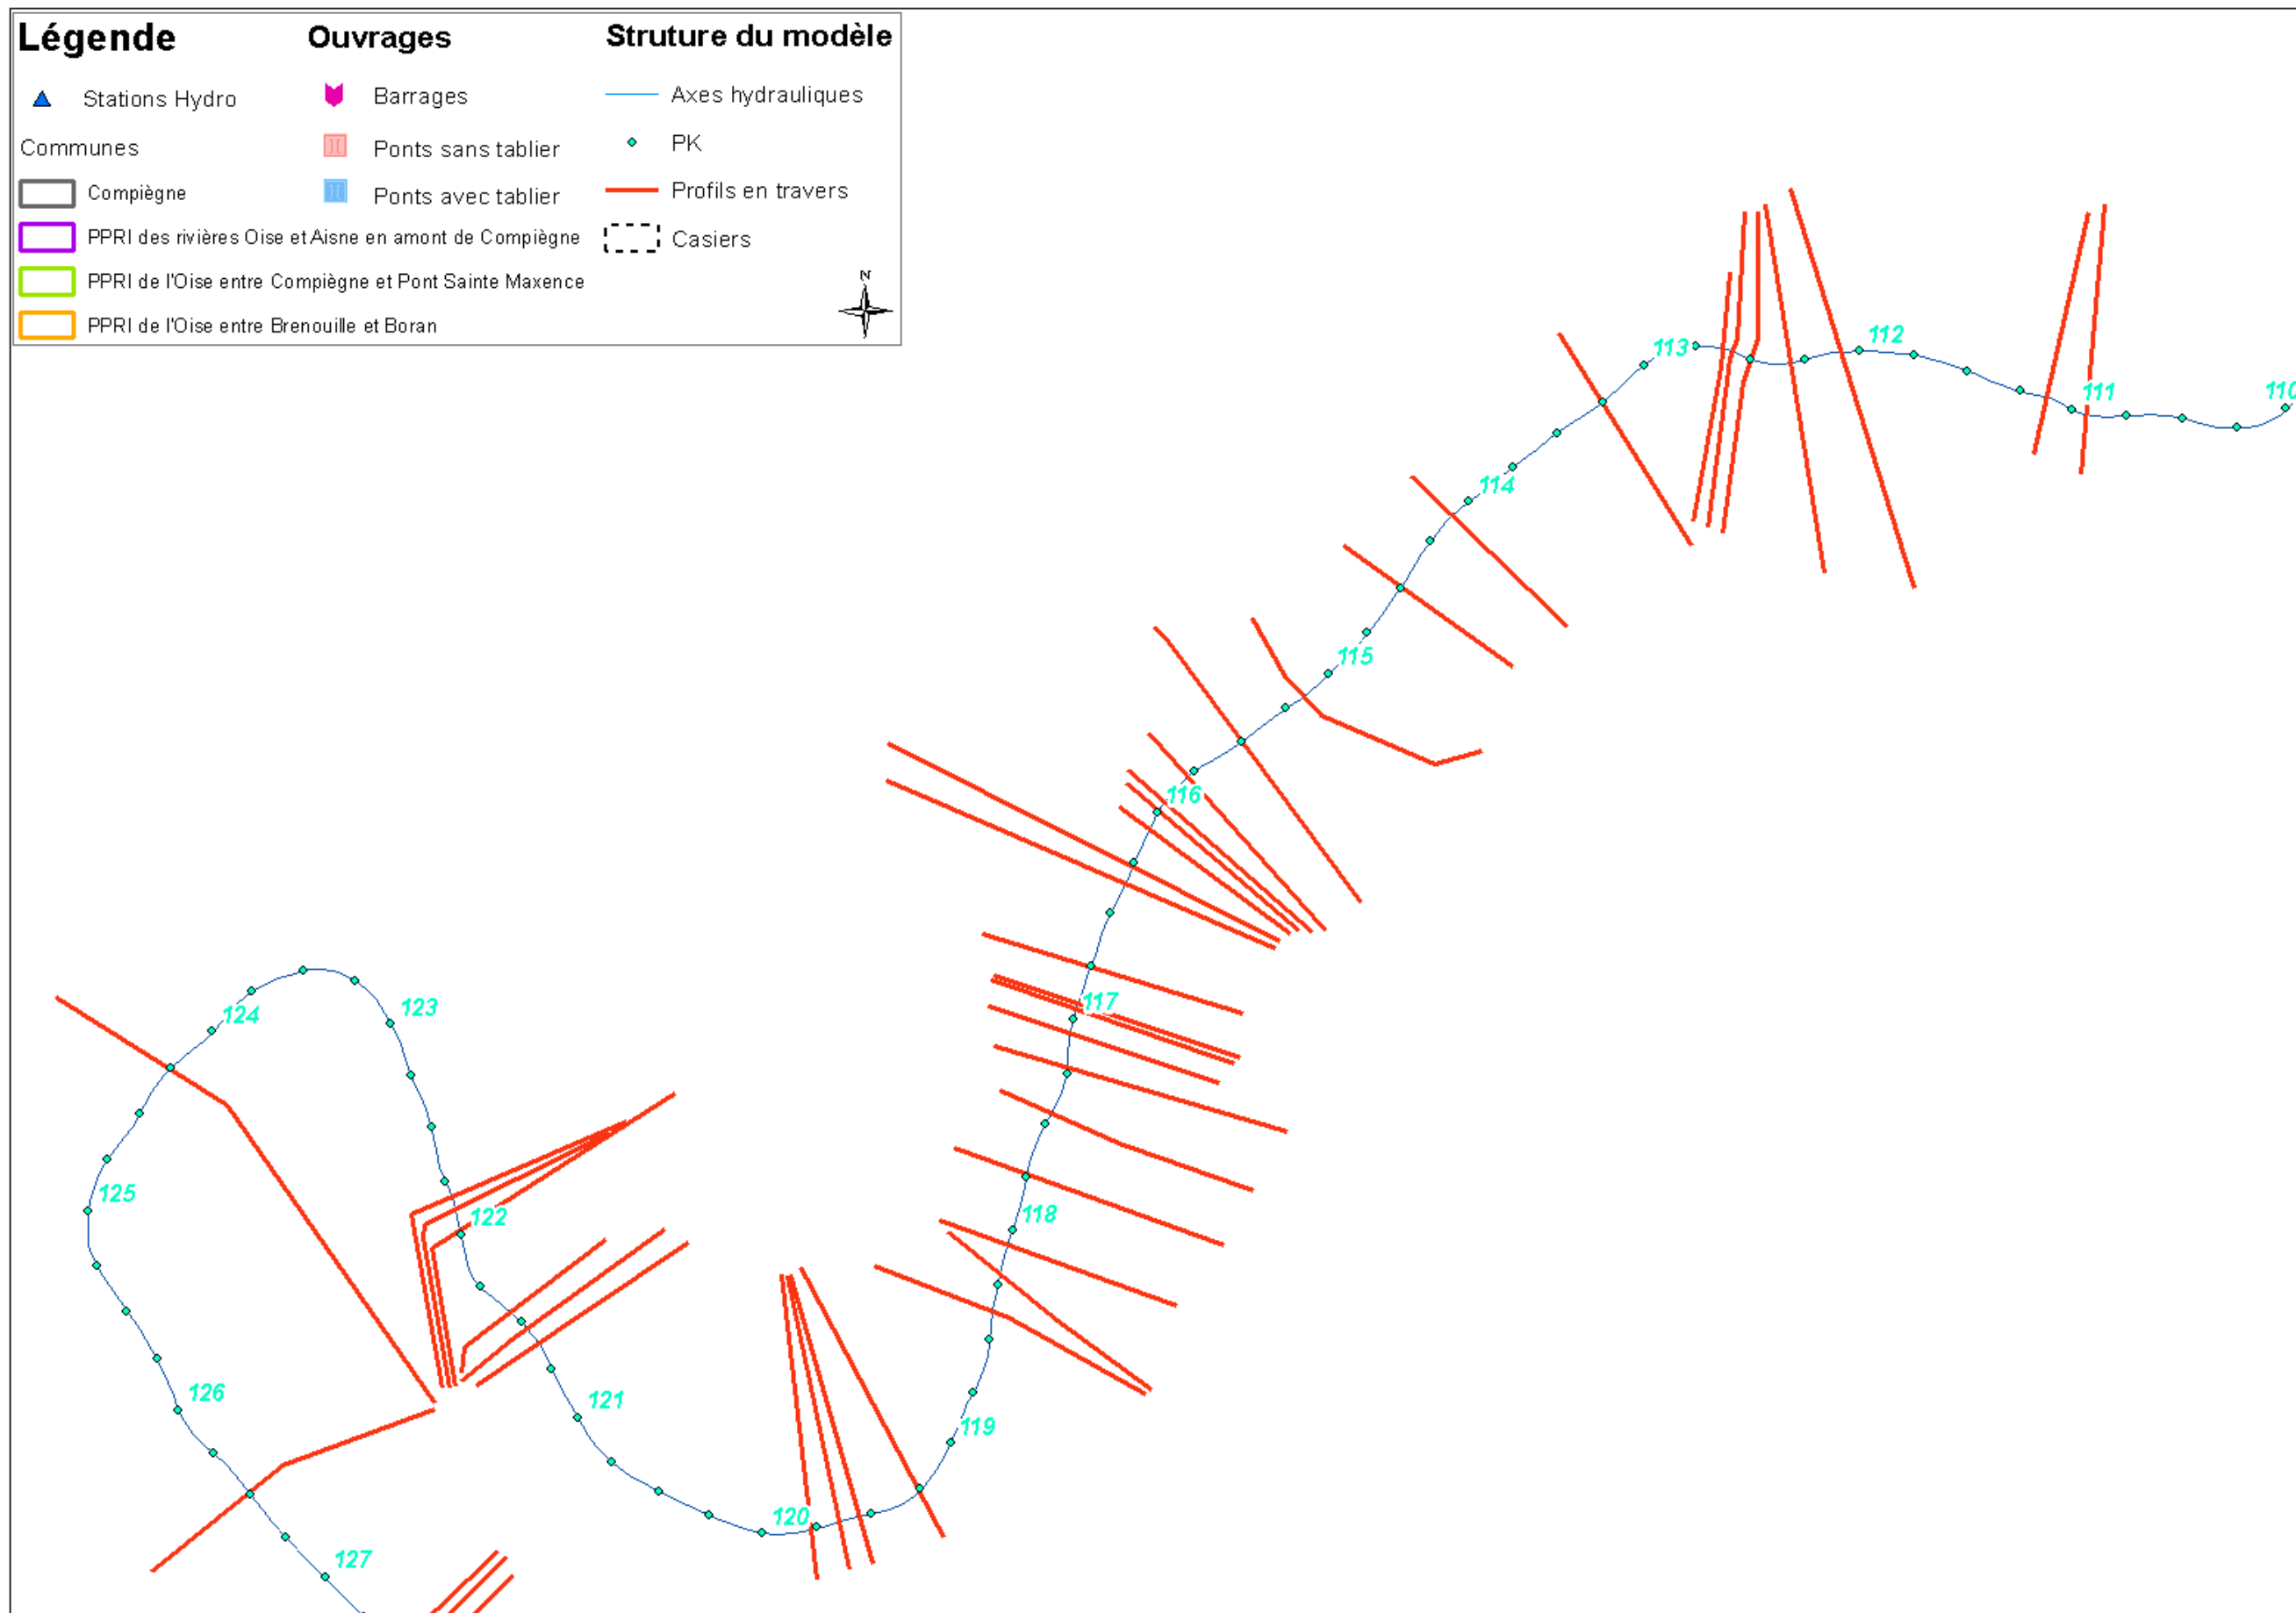 Légende
Stations Hydro
Communes
Compiègne
PPRI des rivières Oise et Aisne en amont de Compiègne
PPRI de l'Oise entre Compiègne et Pont Sainte Maxence
PPRI de l'Oise entre Brenouille et Boran
Ouvrages
Barrages
Ponts sans tablier
Ponts avec tablier
Struture du modèle
Axes hydrauliques
PK
Profils en travers
Casiers
N
110
111
112
113
114
115
116
117
118
119
120
121
122
123
124
125
126
127